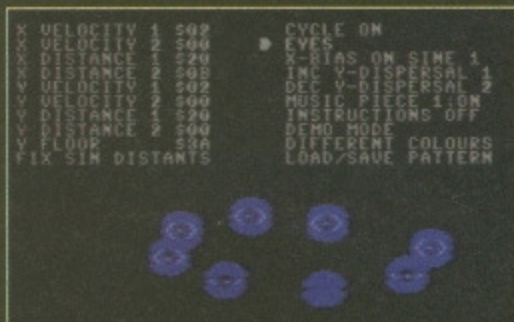 X VELOCITY 1 $02
X VELOCITY 2 $00
X DISTANCE 1 $20
X DISTANCE 2 $08
Y VELOCITY 1 $02
Y VELOCITY 2 $00
Y DISTANCE 1 $20
Y DISTANCE 2 $00
Y FLOOR $3A
FIX SIN DISTANTS
CYCLE ON
EYES
X-BIAS ON SINE 1
INC Y-DISPERSAL 1
DEC Y-DISPERSAL 2
MUSIC PIECE 1 ON
INSTRUCTIONS OFF
DEMO MODE
DIFFERENT COLOURS
LOAD/SAVE PATTERN